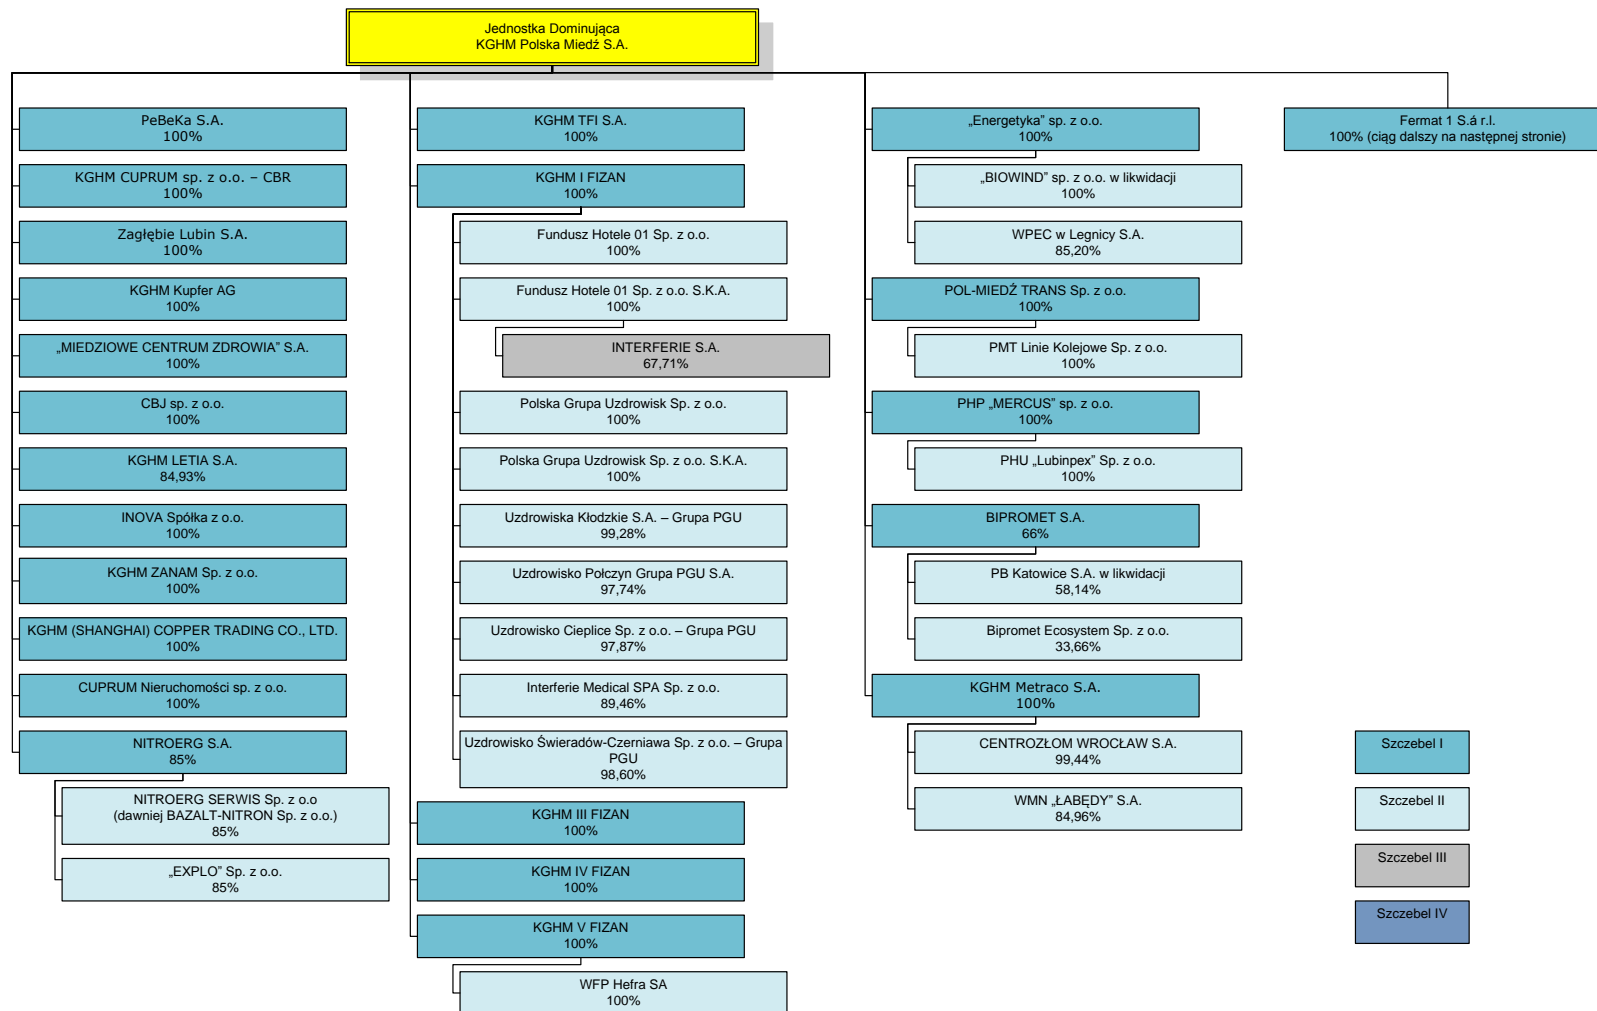 Jednostka Dominująca
KGHM Polska Miedź S.A.
PeBeKa S.A.
100%
KGHM CUPRUM sp. z o.o. – CBR
100%
Zagłębie Lubin S.A.
100%
KGHM Kupfer AG
100%
„MIEDZIOWE CENTRUM ZDROWIA” S.A.
100%
CBJ sp. z o.o.
100%
KGHM LETIA S.A.
84,93%
INOVA Spółka z o.o.
100%
KGHM ZANAM Sp. z o.o.
100%
KGHM (SHANGHAI) COPPER TRADING CO., LTD.
100%
CUPRUM Nieruchomości sp. z o.o.
100%
NITROERG S.A.
85%
NITROERG SERWIS Sp. z o.o
(dawniej BAZALT-NITRON Sp. z o.o.)
85%
„EXPLO” Sp. z o.o.
85%
KGHM TFI S.A.
100%
KGHM I FIZAN
100%
Fundusz Hotele 01 Sp. z o.o.
100%
Fundusz Hotele 01 Sp. z o.o. S.K.A.
100%
INTERFERIE S.A.
67,71%
Polska Grupa Uzdrowisk Sp. z o.o.
100%
Polska Grupa Uzdrowisk Sp. z o.o. S.K.A.
100%
Uzdrowiska Kłodzkie S.A. – Grupa PGU
99,28%
Uzdrowisko Połczyn Grupa PGU S.A.
97,74%
Uzdrowisko Cieplice Sp. z o.o. – Grupa PGU
97,87%
Interferie Medical SPA Sp. z o.o.
89,46%
Uzdrowisko Świeradów-Czerniawa Sp. z o.o. – Grupa
PGU
98,60%
KGHM III FIZAN
100%
KGHM IV FIZAN
100%
KGHM V FIZAN
100%
WFP Hefra SA
100%
„Energetyka” sp. z o.o.
100%
„BIOWIND” sp. z o.o. w likwidacji
100%
WPEC w Legnicy S.A.
85,20%
POL-MIEDŹ TRANS Sp. z o.o.
100%
PMT Linie Kolejowe Sp. z o.o.
100%
PHP „MERCUS” sp. z o.o.
100%
PHU „Lubinpex” Sp. z o.o.
100%
BIPROMET S.A.
66%
PB Katowice S.A. w likwidacji
58,14%
Bipromet Ecosystem Sp. z o.o.
33,66%
KGHM Metraco S.A.
100%
CENTROZŁOM WROCŁAW S.A.
99,44%
WMN „ŁABĘDY” S.A.
84,96%
Fermat 1 S.á r.l.
100% (ciąg dalszy na następnej stronie)
Szczebel I
Szczebel II
Szczebel III
Szczebel IV